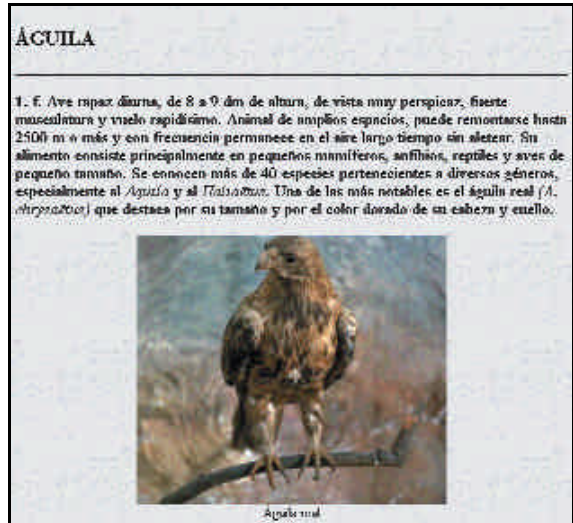 ÁGUILA
1. f. Ave rapaz diurna, de 8 a 9 dm de altura, de vista muy perspicaz, fuerte
musculatura y vuelo rapidísimo. Animal de amplios espacios, puede remontarse hasta
2500 m o más y con frecuencia permanece en el aire largo tiempo sin aletear. Su
alimento consiste principalmente en pequeños mamíferos, anfibios, reptiles y aves de
pequeño tamaño. Se conocen más de 40 especies pertenecientes a diversos géneros,
especialmente al Aquila y al Haliaëtus. Una de las más notables es el águila real (A.
chrysaëtos) que destaca por su tamaño y por el color dorado de su cabeza y cuello.
Águila real